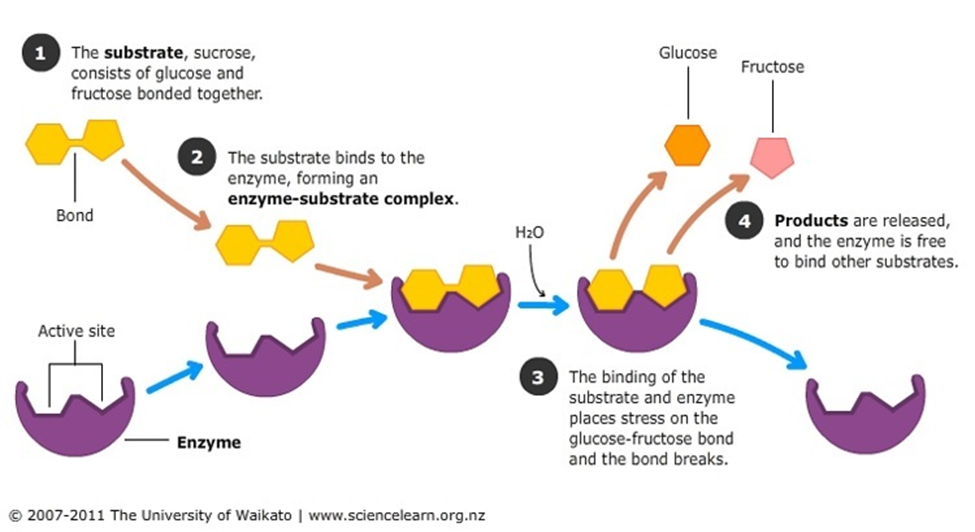 1
The substrate, sucrose,
consists of glucose and
fructose bonded together.
Bond
2
The substrate binds to the
enzyme, forming an
enzyme-substrate complex.
Active site
Enzyme
H₂O
3
The binding of the
substrate and enzyme
places stress on the
glucose-fructose bond
and the bond breaks.
Glucose
Fructose
4
Products are released,
and the enzyme is free
to bind other substrates.
© 2007-2011 The University of Waikato | www.sciencelearn.org.nz